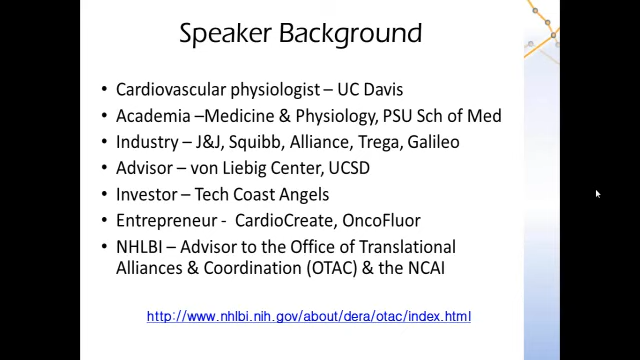 Speaker Background
• Cardiovascular physiologist – UC Davis
• Academia –Medicine & Physiology, PSU Sch of Med
• Industry – J&J, Squibb, Alliance, Trega, Galileo
• Advisor – von Liebig Center, UCSD
• Investor – Tech Coast Angels
• Entrepreneur - CardioCreate, OncoFluor
• NHLBI – Advisor to the Office of Translational
Alliances & Coordination (OTAC) & the NCAI
http://www.nhlbi.nih.gov/about/dera/otac/index.html